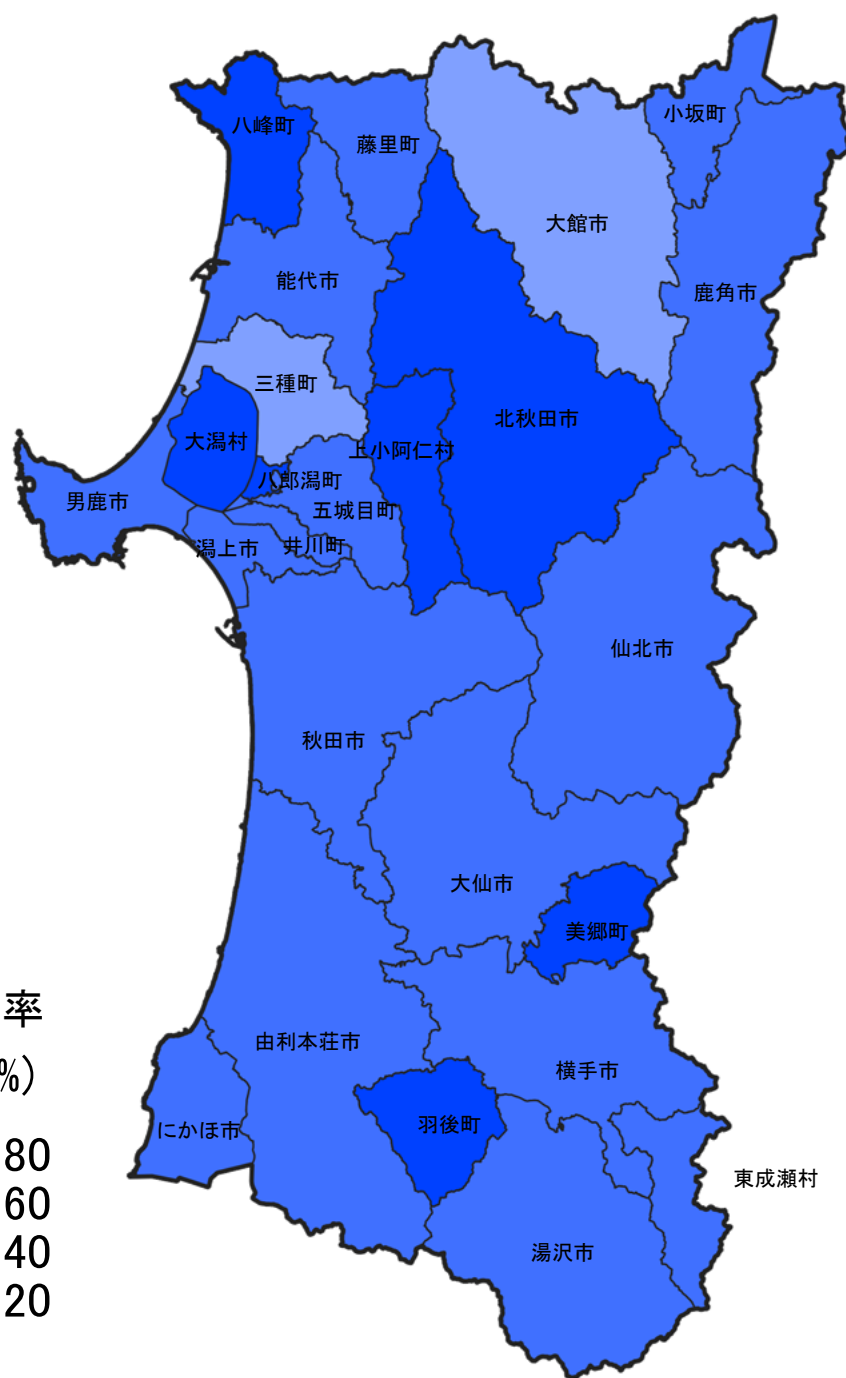 小坂町
八峰町
藤里町
大館市
能代市
鹿角市
三種町
北秋田市
大潟村
上小阿仁村
八郎潟町
男鹿市
五城目町
潟上市
井川町
仙北市
秋田市
大仙市
美郷町
率
%)
由利本荘市
横手市
羽後町
にかほ市
80
東成瀬村
60
40
湯沢市
20